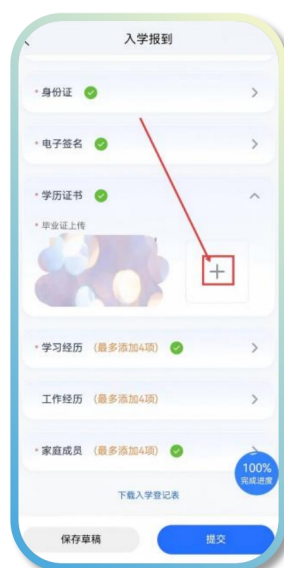 入学报到
* 身份证
* 电子签名
* 学历证书
* 毕业证上传
* 学习经历 (最多添加4项)
工作经历 (最多添加4项)
* 家庭成员 (最多添加4项)
100%
完成进度
下载入学登记表
保存草稿 提交